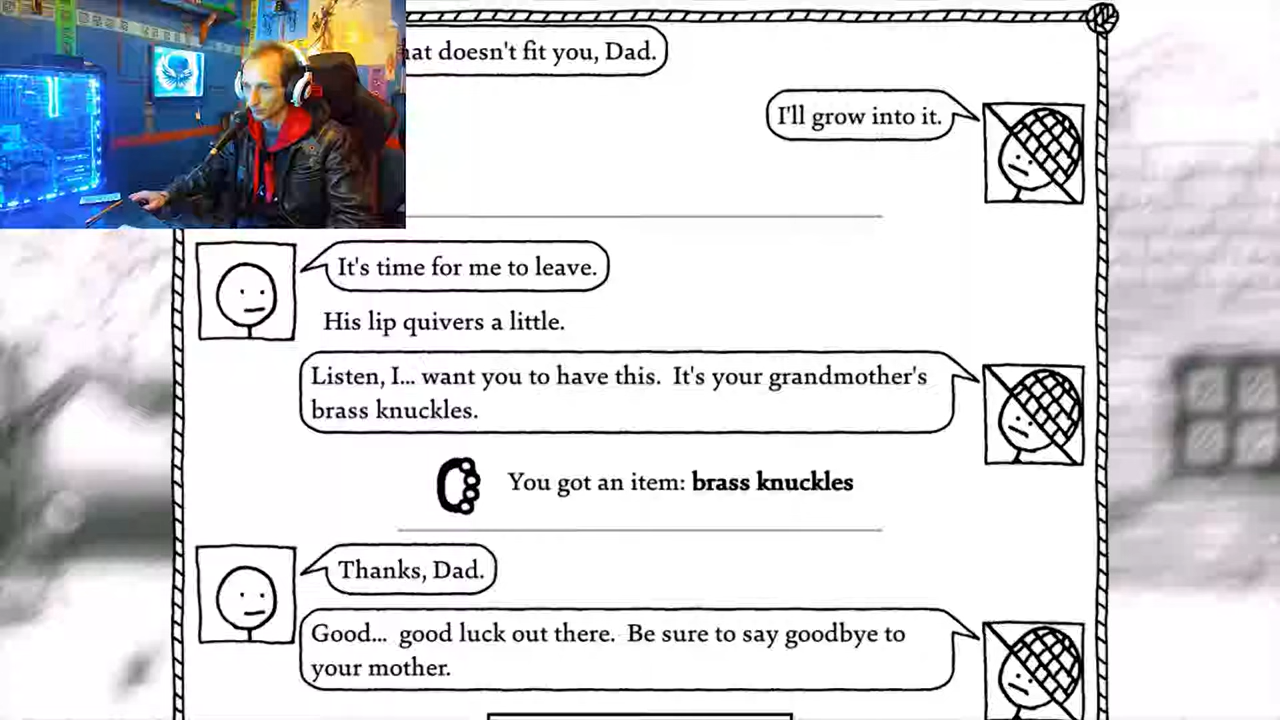 hat doesn't fit you, Dad.
I'll grow into it.
It's time for me to leave.
His lip quivers a little.
Listen, I... want you to have this. It's your grandmother's
brass knuckles.
You got an item: brass knuckles
Thanks, Dad.
Good... good luck out there. Be sure to say goodbye to
your mother.